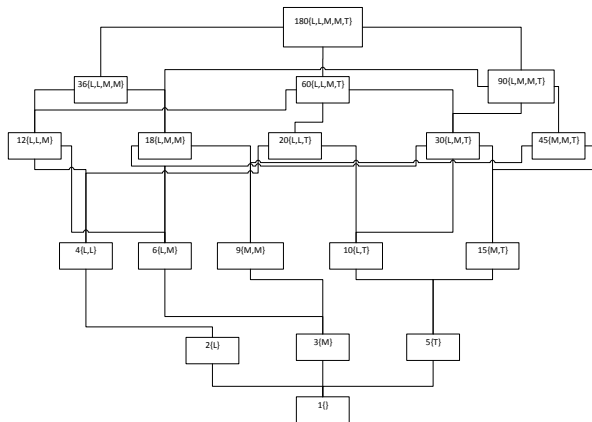 180{L,L,M,M,T}
36{L,L,M,M}
60{L,L,M,T}
90{L,M,M,T}
12{L,L,M}
18{L,M,M}
20{L,L,T}
30{L,M,T}
45{M,M,T}
4{L,L}
6{L,M}
9{M,M}
10{L,T}
15{M,T}
2{L}
3{M}
5{T}
1{}